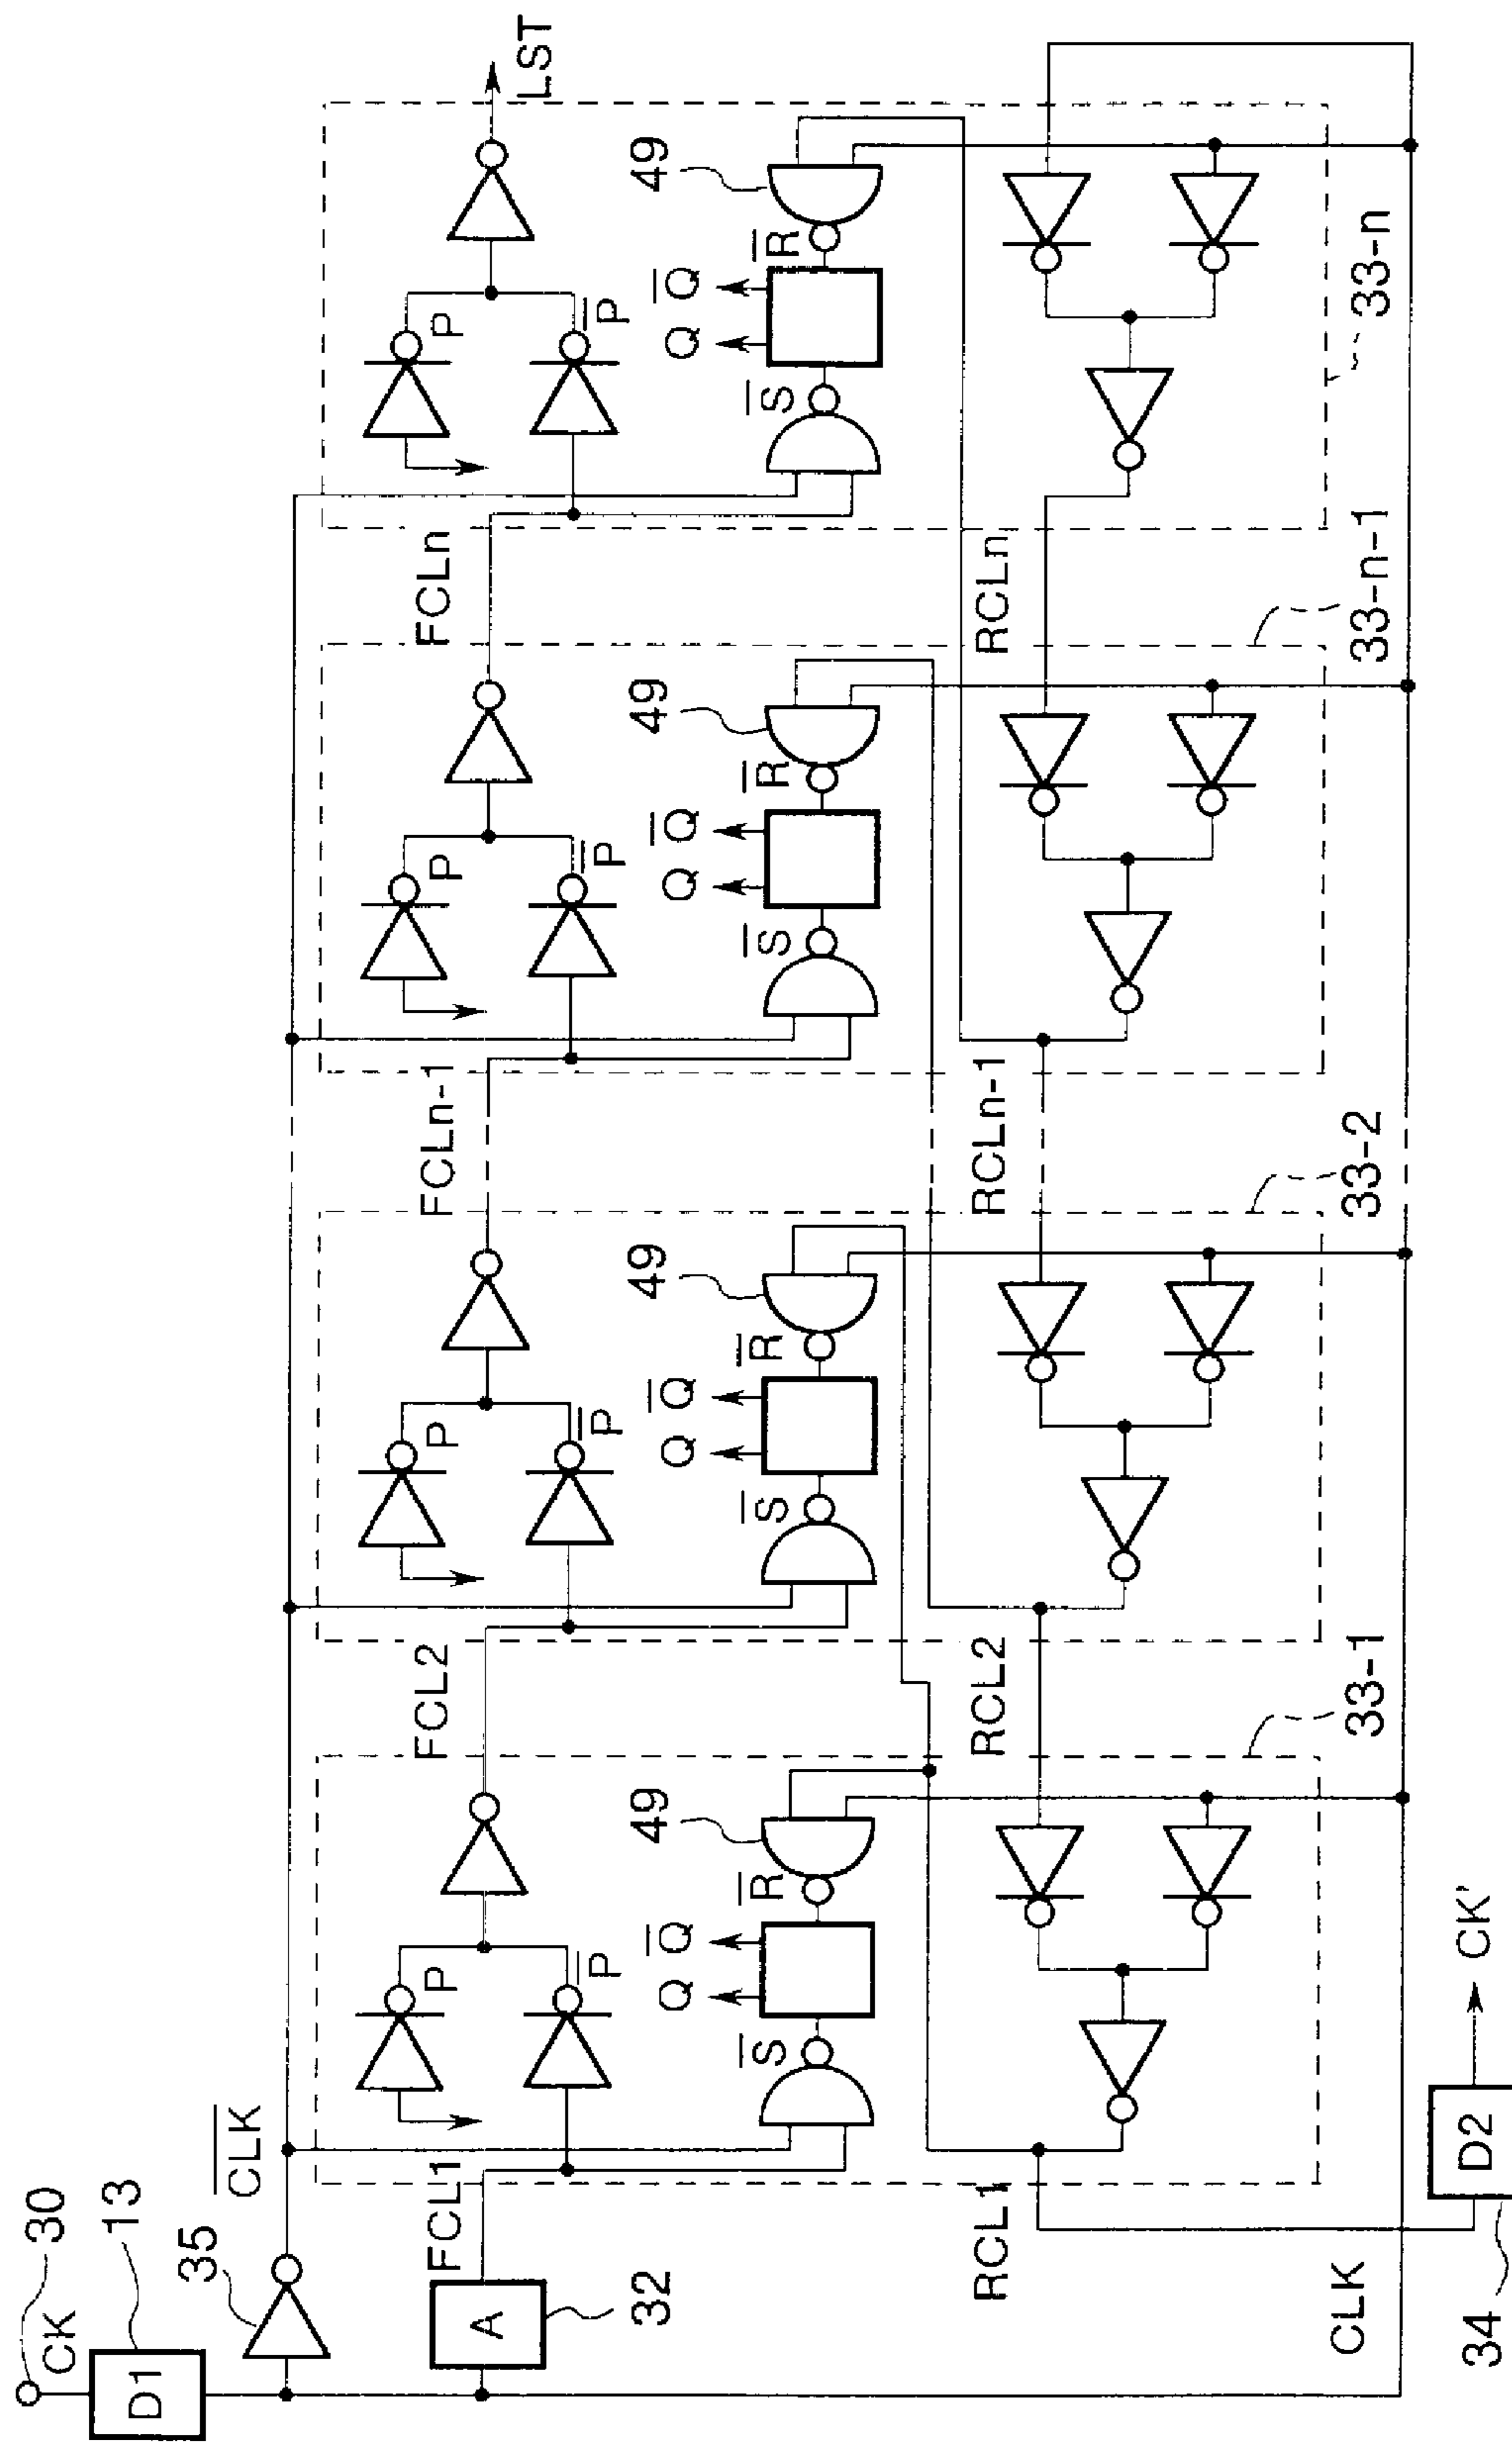 30
CK
13
D1
35
CLK
A
32
FCL1
FCL2
FCLn-1
FCLn
LST
P
P
S
Q
Q
R
49
P
P
S
Q
Q
R
49
P
P
S
Q
Q
R
49
P
P
S
Q
Q
R
49
RCL1
RCL2
RCLn-1
RCLn
33-1
33-2
33-n-1
33-n
CLK
34
D2
CK'